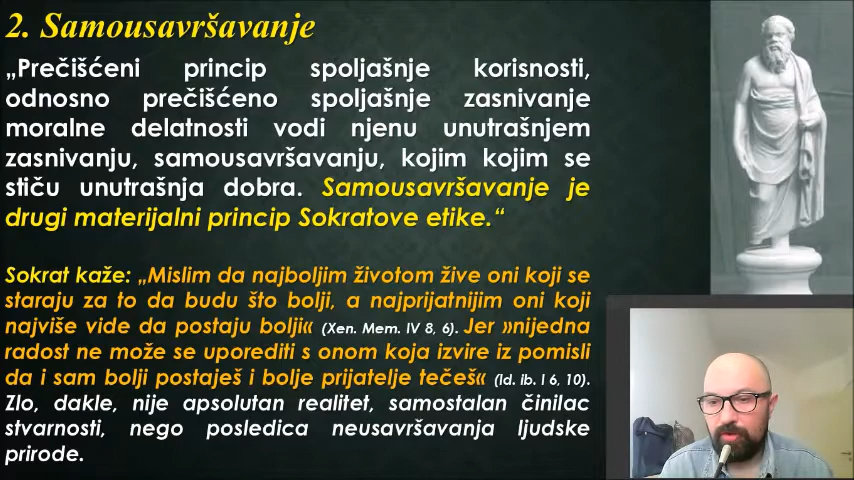 2. Samousavršavanje
„Prečišćeni princip spoljašnje korisnosti,
odnosno prečišćeno spoljašnje zasnivanje
moralne delatnosti vodi njenu unutrašnjem
zasnivanju, samousavršavanju, kojim kojim se
stiču unutrašnja dobra. Samousavršavanje je
drugi materijalni princip Sokratove etike.“
Sokrat kaže: „Mislim da najboljim životom žive oni koji se
staraju za to da budu što bolji, a najprijatnijim oni koji
najviše vide da postaju bolji« (Xen. Mem. IV 8, 6). Jer »nijedna
radost ne može se uporediti s onom koja izvire iz pomisli
da i sam bolji postaješ i bolje prijatelje tečeš« (Id. ib. I 6, 10).
Zlo, dakle, nije apsolutan realitet, samostalan činilac
stvarnosti, nego posledica neusavršavanja ljudske
prirode.